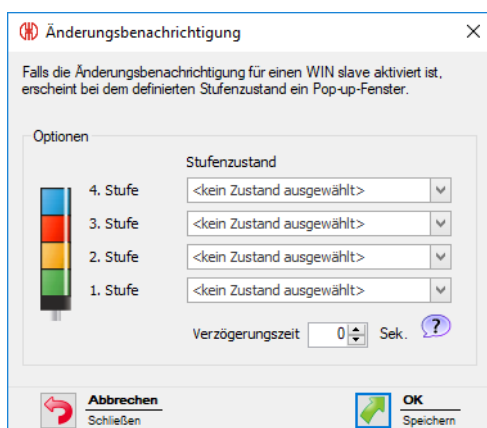 Änderungsbenachrichtigung
Falls die Änderungsbenachrichtigung für einen WIN slave aktiviert ist,
erscheint bei dem definierten Stufenzustand ein Pop-up-Fenster.
Optionen
Stufenzustand
4. Stufe <kein Zustand ausgewählt>
3. Stufe <kein Zustand ausgewählt>
2. Stufe <kein Zustand ausgewählt>
1. Stufe <kein Zustand ausgewählt>
Verzögerungszeit 0 Sek. ?
Abbrechen
Schließen
OK
Speichern